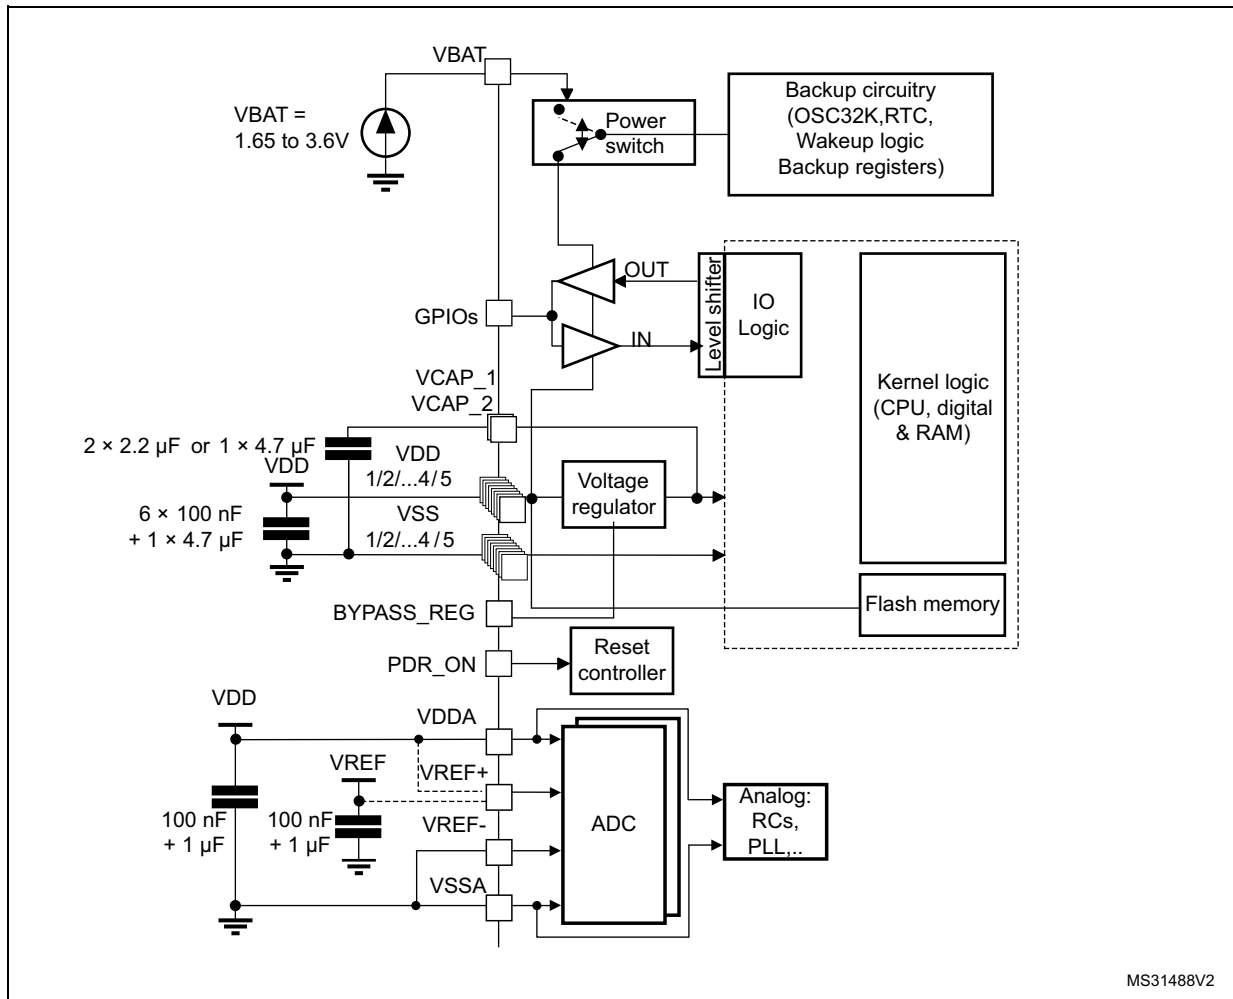 VBAT
VBAT =
1.65 to 3.6V
Power
switch
Backup circuitry
(OSC32K,RTC,
Wakeup logic
Backup registers)
OUT
Level shifter
IO
Logic
GPIOs
IN
Kernel logic
(CPU, digital
& RAM)
VCAP_1
VCAP_2
2 × 2.2 µF or 1 × 4.7 µF
VDD
VDD
1/2/...4/5
Voltage
regulator
6 × 100 nF
+ 1 × 4.7 µF
VSS
1/2/...4/5
Flash memory
BYPASS_REG
PDR_ON
Reset
controller
VDD
VDDA
VREF
VREF+
100 nF
+ 1 µF
100 nF
+ 1 µF
VREF-
ADC
Analog:
RCs,
PLL,..
VSSA
MS31488V2